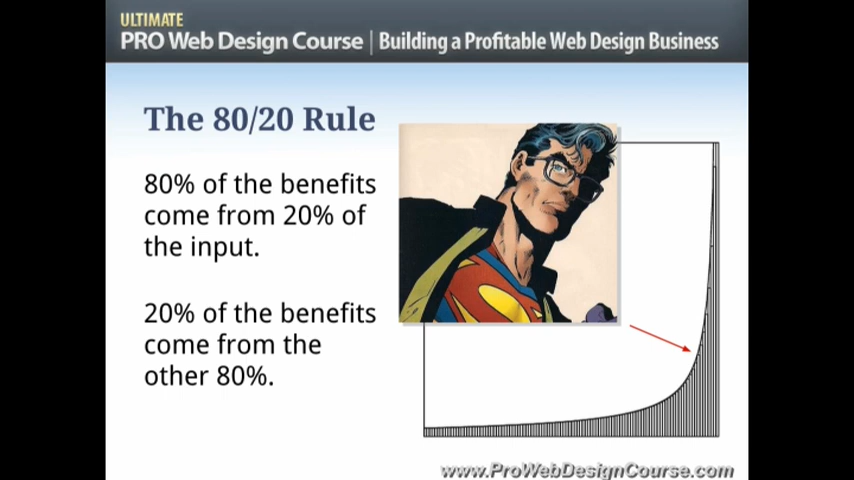 ULTIMATE
PRO Web Design Course | Building a Profitable Web Design Business
The 80/20 Rule
80% of the benefits
come from 20% of
the input.
20% of the benefits
come from the
other 80%.
www.ProWebDesignCourse.com